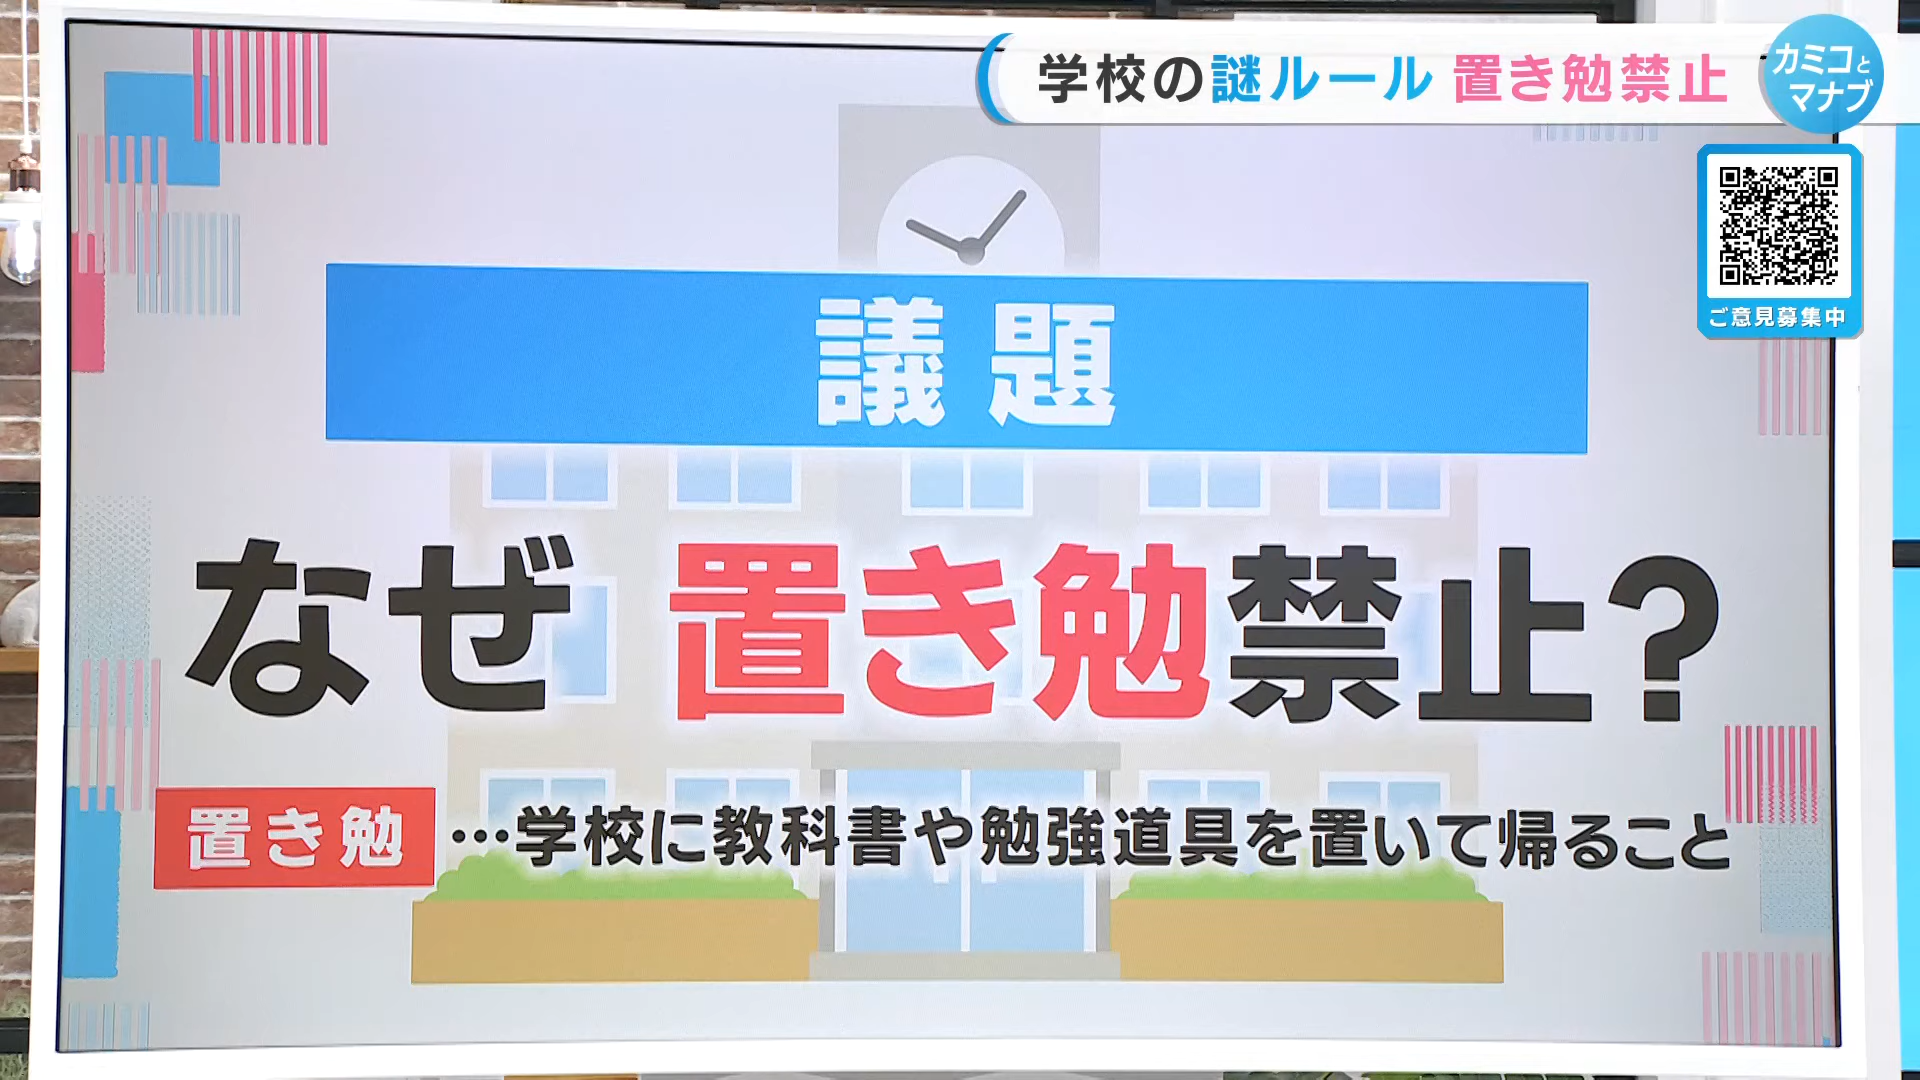 学校の謎ルール 置き勉禁止
カミコと
マナブ
ご意見募集中
議題
なぜ 置き勉禁止?
置き勉 …学校に教科書や勉強道具を置いて帰ること